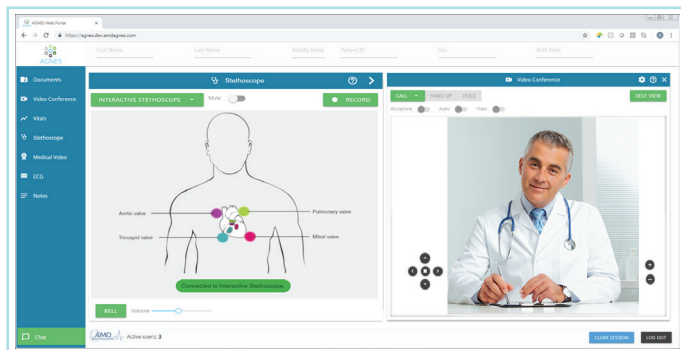 AGNES Web Portal
https://agnes.dev.amdagnes.com
AGNES
First Name
Last Name
Middle Initial
Patient ID
Sex
Birth Date
Documents
Video Conference
Vitals
Stethoscope
Medical Video
ECG
Notes
Chat
Stethoscope
INTERACTIVE STETHOSCOPE
Mute
RECORD
Aortic valve
Pulmonary valve
Tricuspid valve
Mitral valve
Connected to Interactive Stethoscope.
BELL
Volume
Video Conference
CALL
HANG UP
HOLD
SELF VIEW
Microphone
Audio
Video
AMD
Active users: 3
CLEAR SESSION
LOG OUT